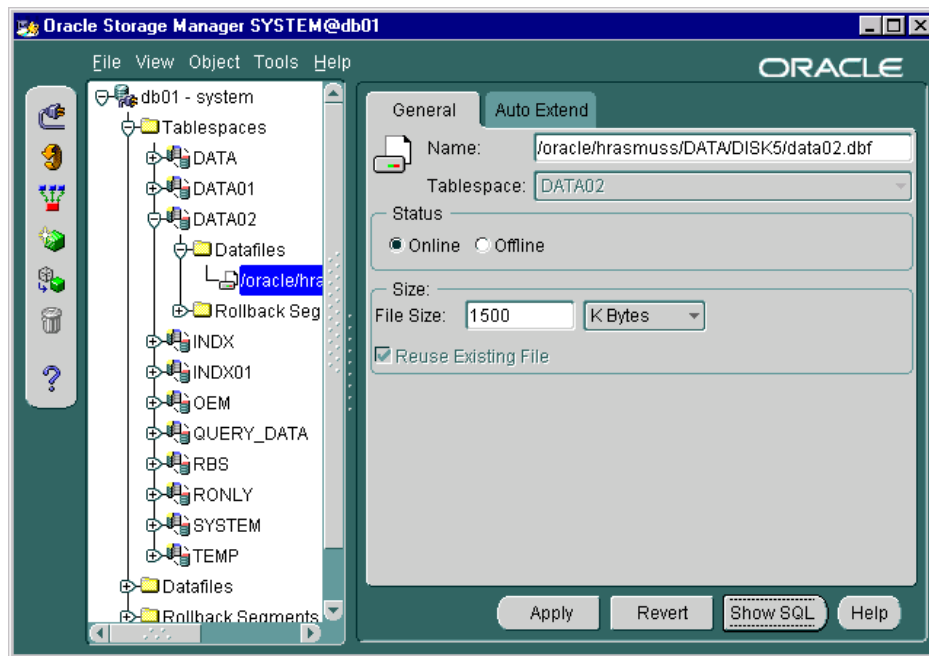 Oracle Storage Manager SYSTEM@db01
File View Object Tools Help
ORACLE
db01 - system
Tablespaces
DATA
DATA01
DATA02
Datafiles
/oracle/hra
Rollback Seg
INDX
INDX01
OEM
QUERY_DATA
RBS
RONLY
SYSTEM
TEMP
Datafiles
Rollback Segments
General Auto Extend
Name: /oracle/hrasmuss/DATA/DISK5/data02.dbf
Tablespace: DATA02
Status
Online Offline
Size:
File Size: 1500 K Bytes
Reuse Existing File
Apply Revert Show SQL Help
?